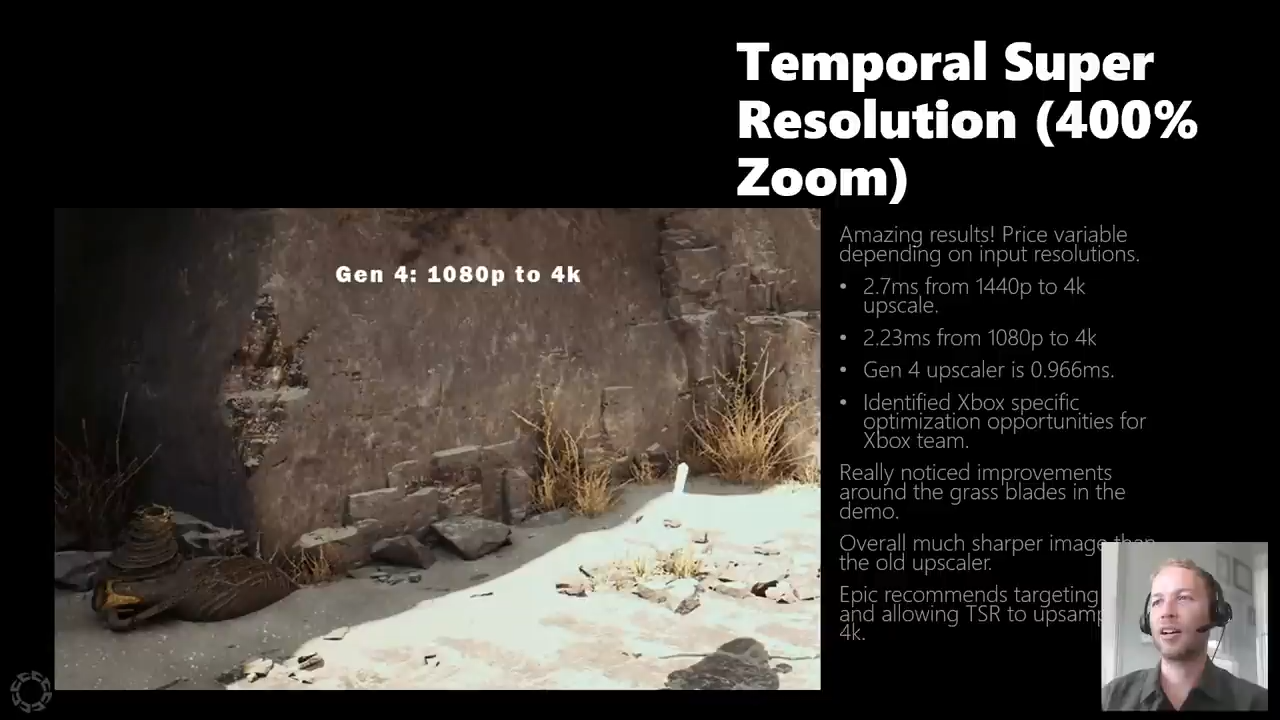 Temporal Super
Resolution (400%
Zoom)
Gen 4: 1080p to 4k
Amazing results! Price variable
depending on input resolutions.
• 2.7ms from 1440p to 4k
upscale.
• 2.23ms from 1080p to 4k
• Gen 4 upscaler is 0.966ms.
• Identified Xbox specific
optimization opportunities for
Xbox team.
Really noticed improvements
around the grass blades in the
demo.
Overall much sharper image than
the old upscaler.
Epic recommends targeting
and allowing TSR to
4k.